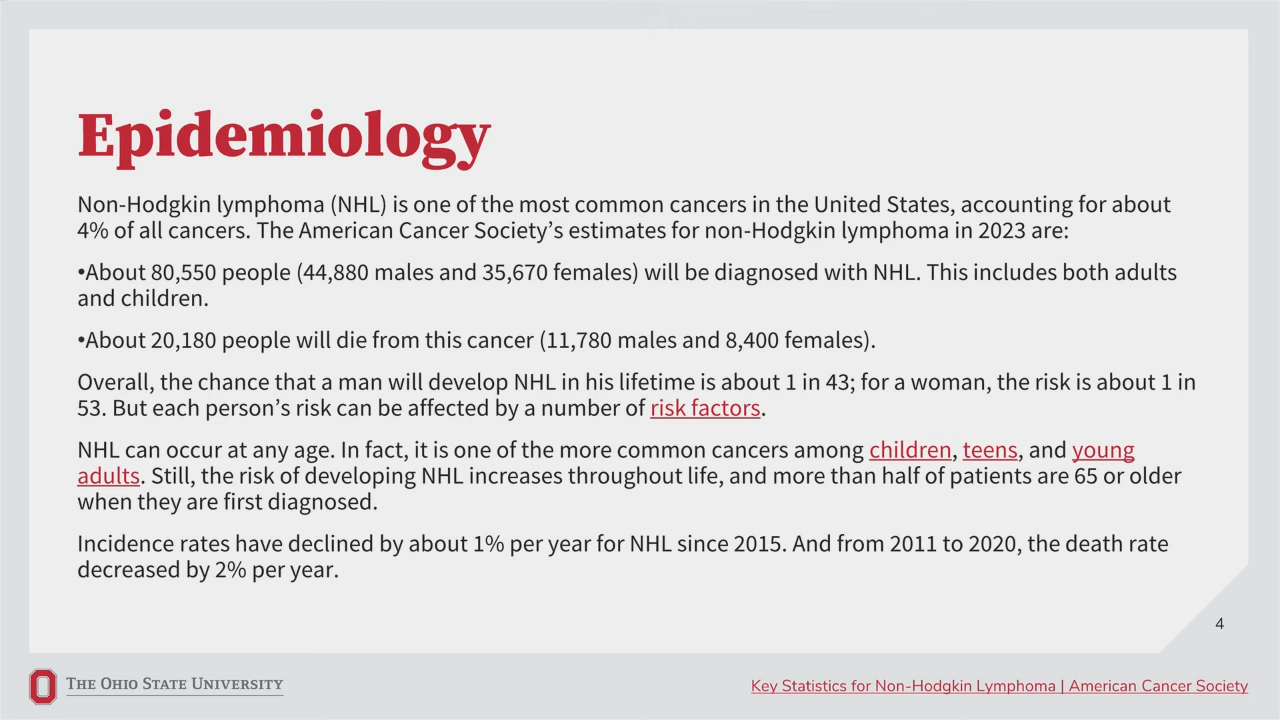 Epidemiology
Non-Hodgkin lymphoma (NHL) is one of the most common cancers in the United States, accounting for about
4% of all cancers. The American Cancer Society’s estimates for non-Hodgkin lymphoma in 2023 are:
•About 80,550 people (44,880 males and 35,670 females) will be diagnosed with NHL. This includes both adults
and children.
•About 20,180 people will die from this cancer (11,780 males and 8,400 females).
Overall, the chance that a man will develop NHL in his lifetime is about 1 in 43; for a woman, the risk is about 1 in
53. But each person’s risk can be affected by a number of risk factors.
NHL can occur at any age. In fact, it is one of the more common cancers among children, teens, and young
adults. Still, the risk of developing NHL increases throughout life, and more than half of patients are 65 or older
when they are first diagnosed.
Incidence rates have declined by about 1% per year for NHL since 2015. And from 2011 to 2020, the death rate
decreased by 2% per year.
4
THE OHIO STATE UNIVERSITY
Key Statistics for Non-Hodgkin Lymphoma | American Cancer Society